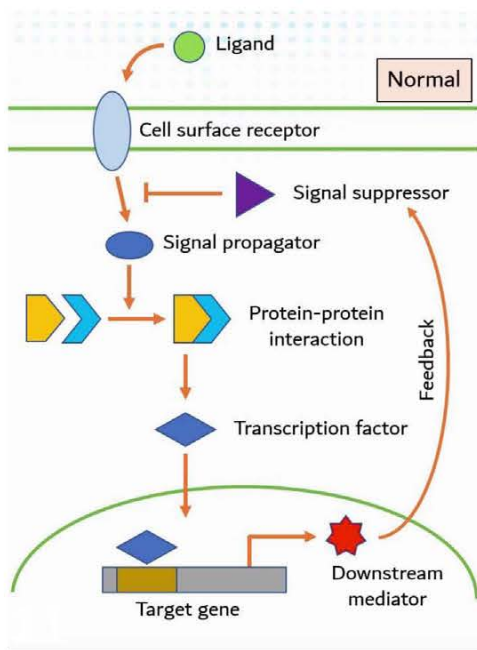 Ligand
Normal
Cell surface receptor
Signal suppressor
Signal propagator
Protein-protein
interaction
Feedback
Transcription factor
Downstream
mediator
Target gene